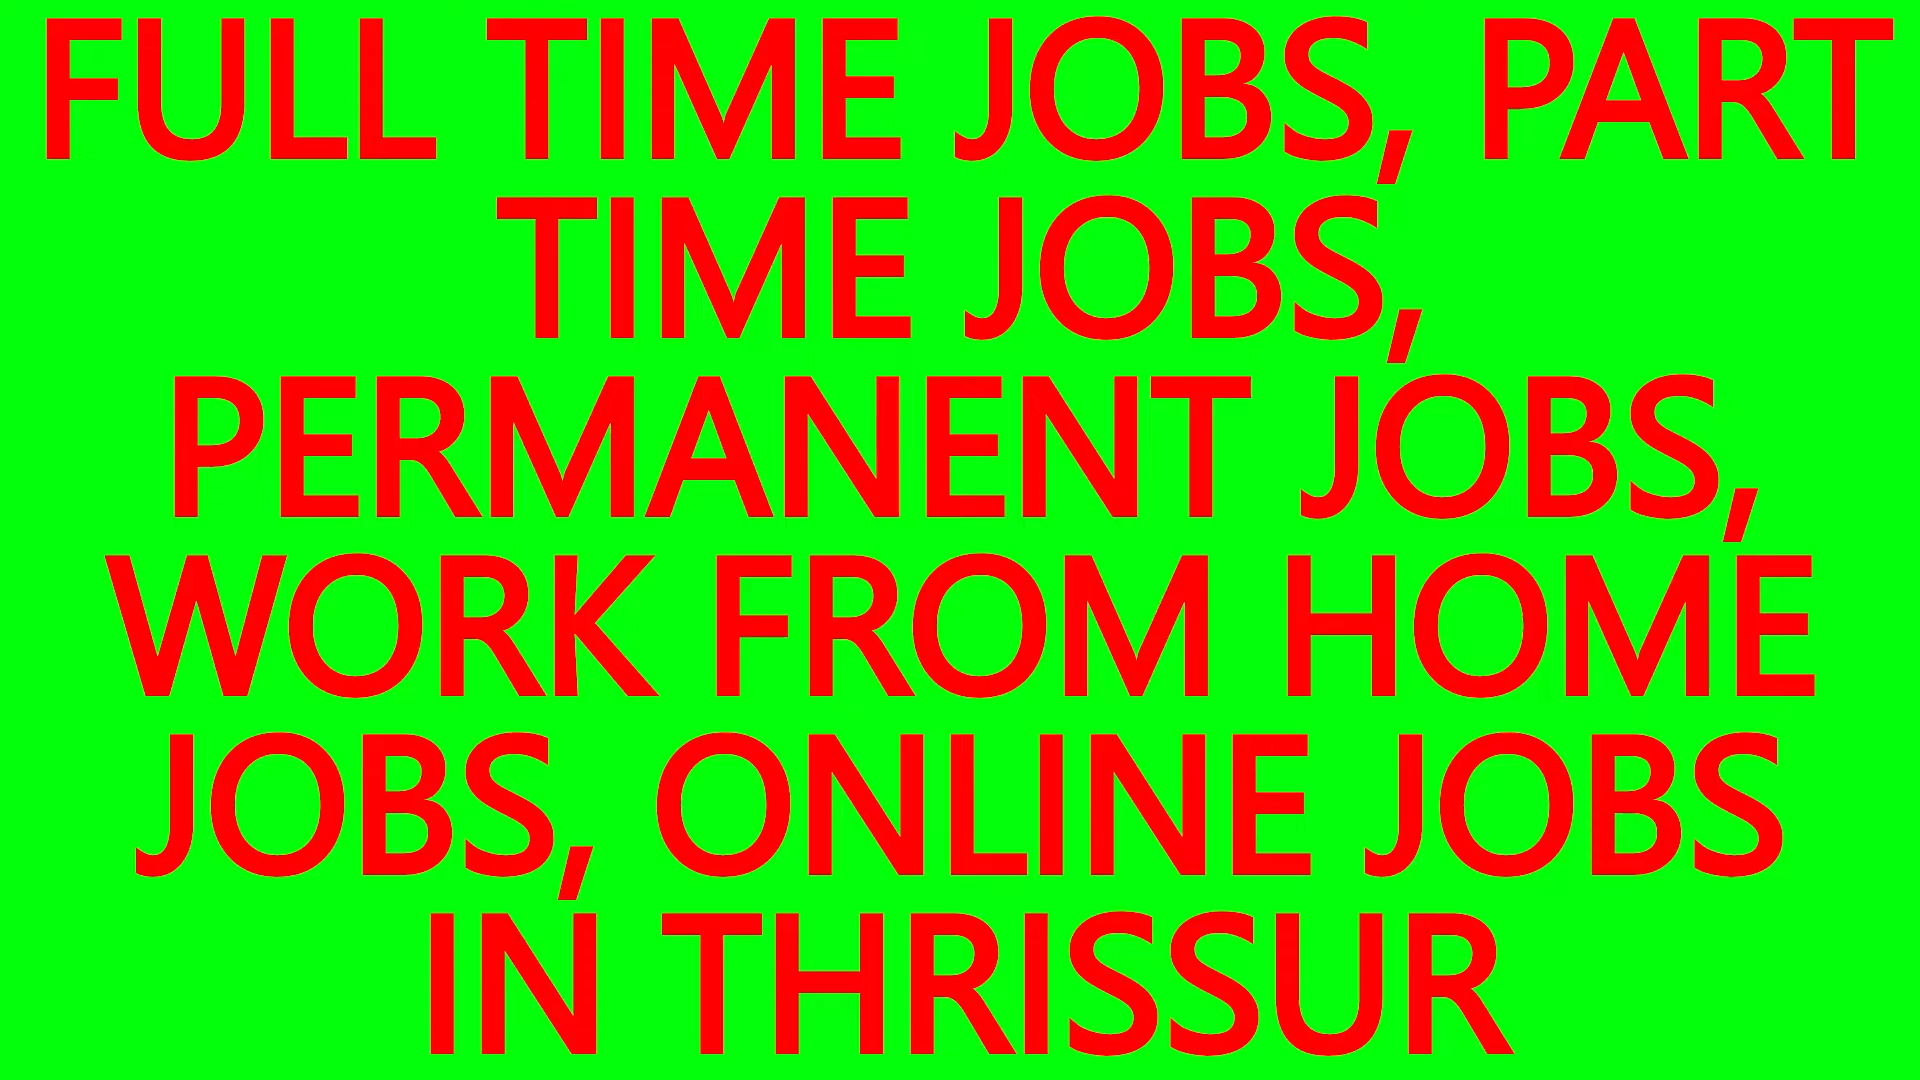 FULL TIME JOBS, PART
TIME JOBS,
PERMANENT JOBS,
WORK FROM HOME
JOBS, ONLINE JOBS
IN THRISSUR